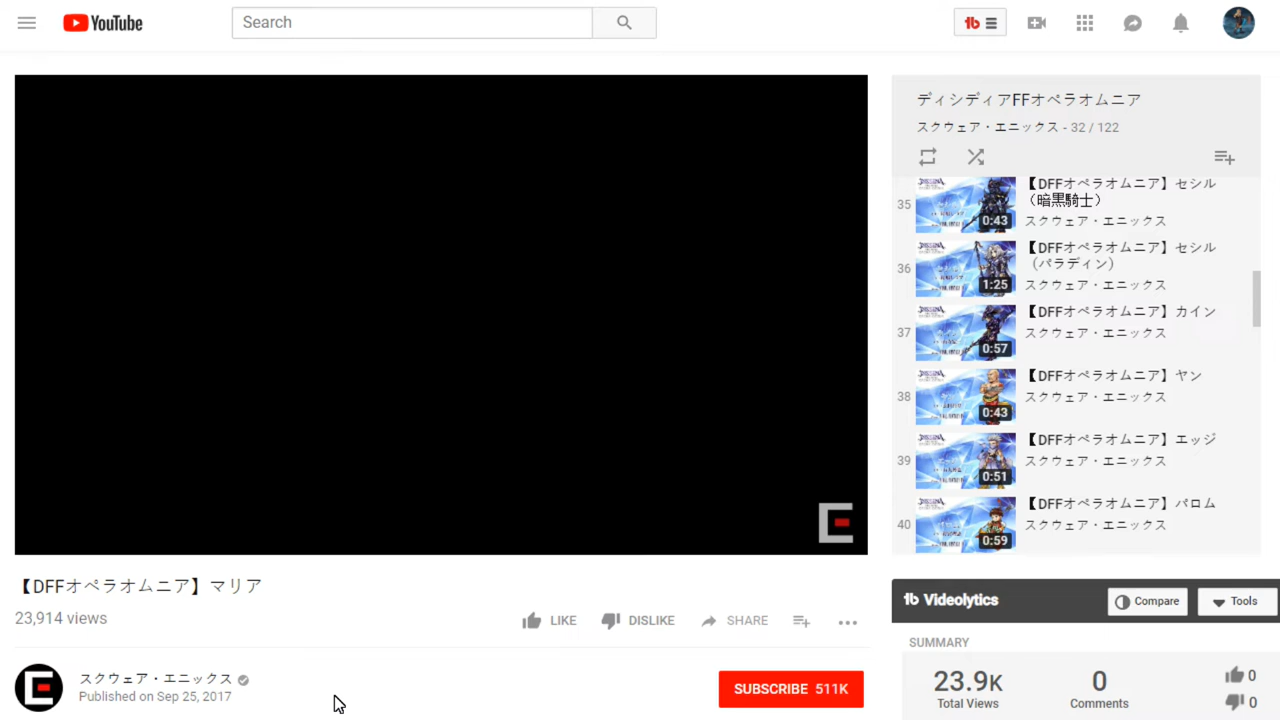 YouTube
Search
ディシディアFFオペラオムニア
スクウェア・エニックス - 32 / 122
35
0:43
【DFFオペラオムニア】セシル
（暗黒騎士）
スクウェア・エニックス
36
1:25
【DFFオペラオムニア】セシル
（パラディン）
スクウェア・エニックス
37
0:57
【DFFオペラオムニア】カイン
スクウェア・エニックス
38
0:43
【DFFオペラオムニア】ヤン
スクウェア・エニックス
39
0:51
【DFFオペラオムニア】エッジ
スクウェア・エニックス
40
0:59
【DFFオペラオムニア】パロム
スクウェア・エニックス
【DFFオペラオムニア】マリア
23,914 views
LIKE DISLIKE SHARE
スクウェア・エニックス
Published on Sep 25, 2017
SUBSCRIBE 511K
Videolytics
Compare
Tools
SUMMARY
23.9K
Total Views
0
Comments
0
0